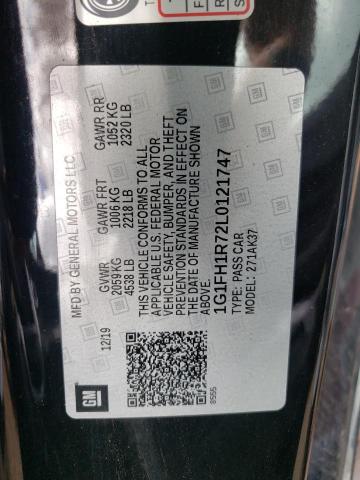 MFD BY GENERAL MOTORS LLC
12/19
GVWR GAWR FRT GAWR RR
2059 KG 1006 KG 1052 KG
4538 LB 2218 LB 2320 LB
THIS VEHICLE CONFORMS TO ALL
APPLICABLE U.S. FEDERAL MOTOR
VEHICLE SAFETY, BUMPER, AND THEFT
PREVENTION STANDARDS IN EFFECT ON
THE DATE OF MANUFACTURE SHOWN
ABOVE.
1G1FH1R72L0121747
TYPE: PASS CAR
MODEL: 271AK37
GM
8555